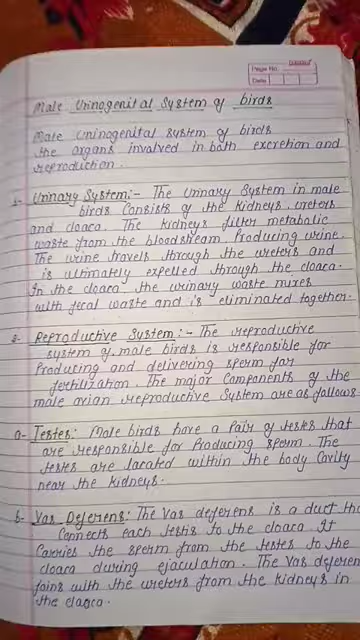 Page No.
Date
Male Urinogenital System of birds
Male Urinogenital system of birds
the organs involved in both excretion and
reproduction.
1- Urinary System:- The Urinary System in male
birds Consists of the kidneys, ureters
and cloaca. The kidneys filter metabolic
waste from the bloodstream Producing urine.
The urine travels through the ureters and
is ultimately expelled through the cloaca.
In the cloaca the urinary waste mixes
with fecal waste and is eliminated together.
2- Reproductive System:- The reproductive
system of male birds is responsible for
Producing and delivering sperm for
fertilization. The major Components of the
male avian reproductive System are as follows
a- Testes: Male birds have a Pair of testes that
are responsible for Producing sperm. The
testes are located within the body Cavity
near the kidneys.
b- Vas Deferens: The Vas deferens is a duct tha
Connects each testis to the cloaca It
Carries the sperm from the testes to the
cloaca during ejaculation. The Vas deferen
Joins with the ureters from the kidneys in
the cloaca.